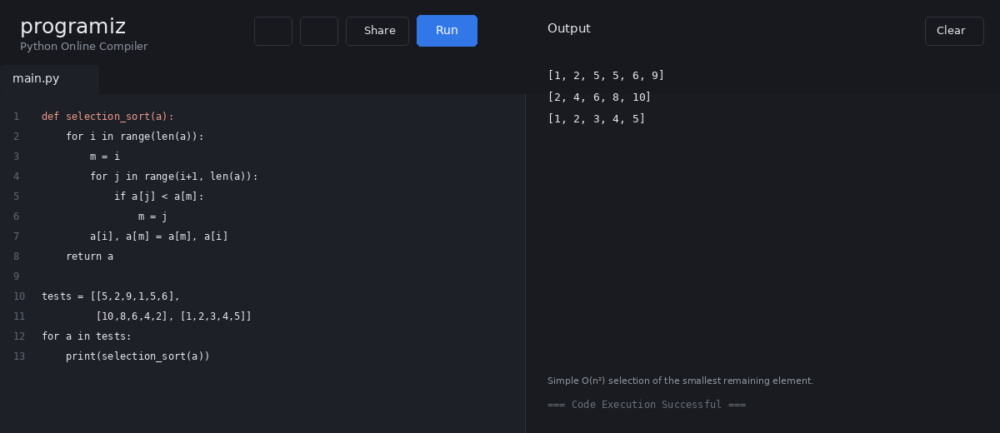 programiz
Python Online Compiler
Share
Run
Output
Clear
main.py
1 def selection_sort(a):
2     for i in range(len(a)):
3         m = i
4         for j in range(i+1, len(a)):
5             if a[j] < a[m]:
6                 m = j
7         a[i], a[m] = a[m], a[i]
8     return a
9
10 tests = [[5,2,9,1,5,6],
11          [10,8,6,4,2], [1,2,3,4,5]]
12 for a in tests:
13     print(selection_sort(a))
[1, 2, 5, 5, 6, 9]
[2, 4, 6, 8, 10]
[1, 2, 3, 4, 5]
Simple O(n²) selection of the smallest remaining element.
=== Code Execution Successful ===